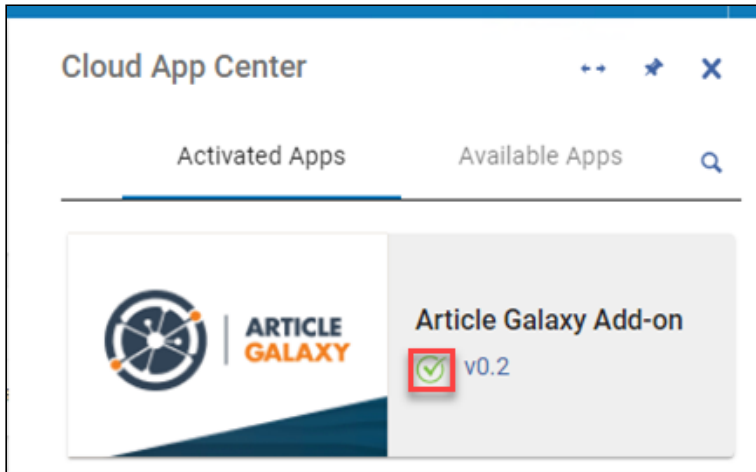 Cloud App Center
Activated Apps Available Apps
ARTICLE
GALAXY
Article Galaxy Add-on
v0.2